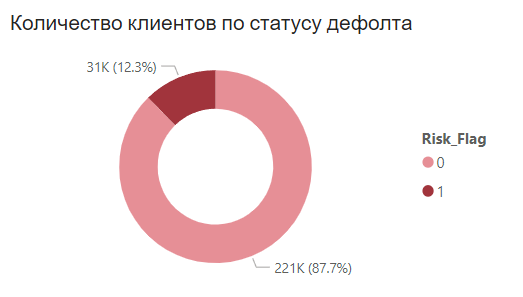 Количество клиентов по статусу дефолта
31K (12.3%)
Risk_Flag
0
1
221K (87.7%)